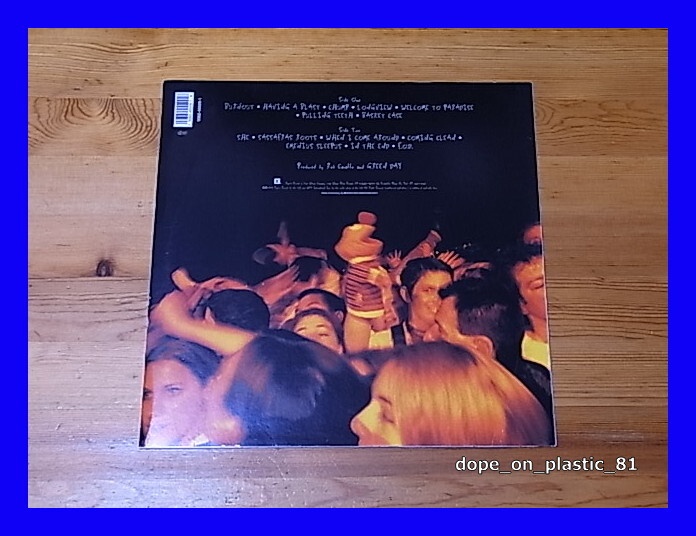 Side One
BURNOUT • HAVING A BLAST • CHUMP • LONGVIEW • WELCOME TO PARADISE
• PULLING TEETH • BASKET CASE
Side Two
SHE • SASSAFRAS ROOTS • WHEN I COME AROUND • COMING CLEAN •
EMENIUS SLEEPUS • IN THE END • F.O.D.
Produced by Rob Cavallo and GREEN DAY
dope_on_plastic_81